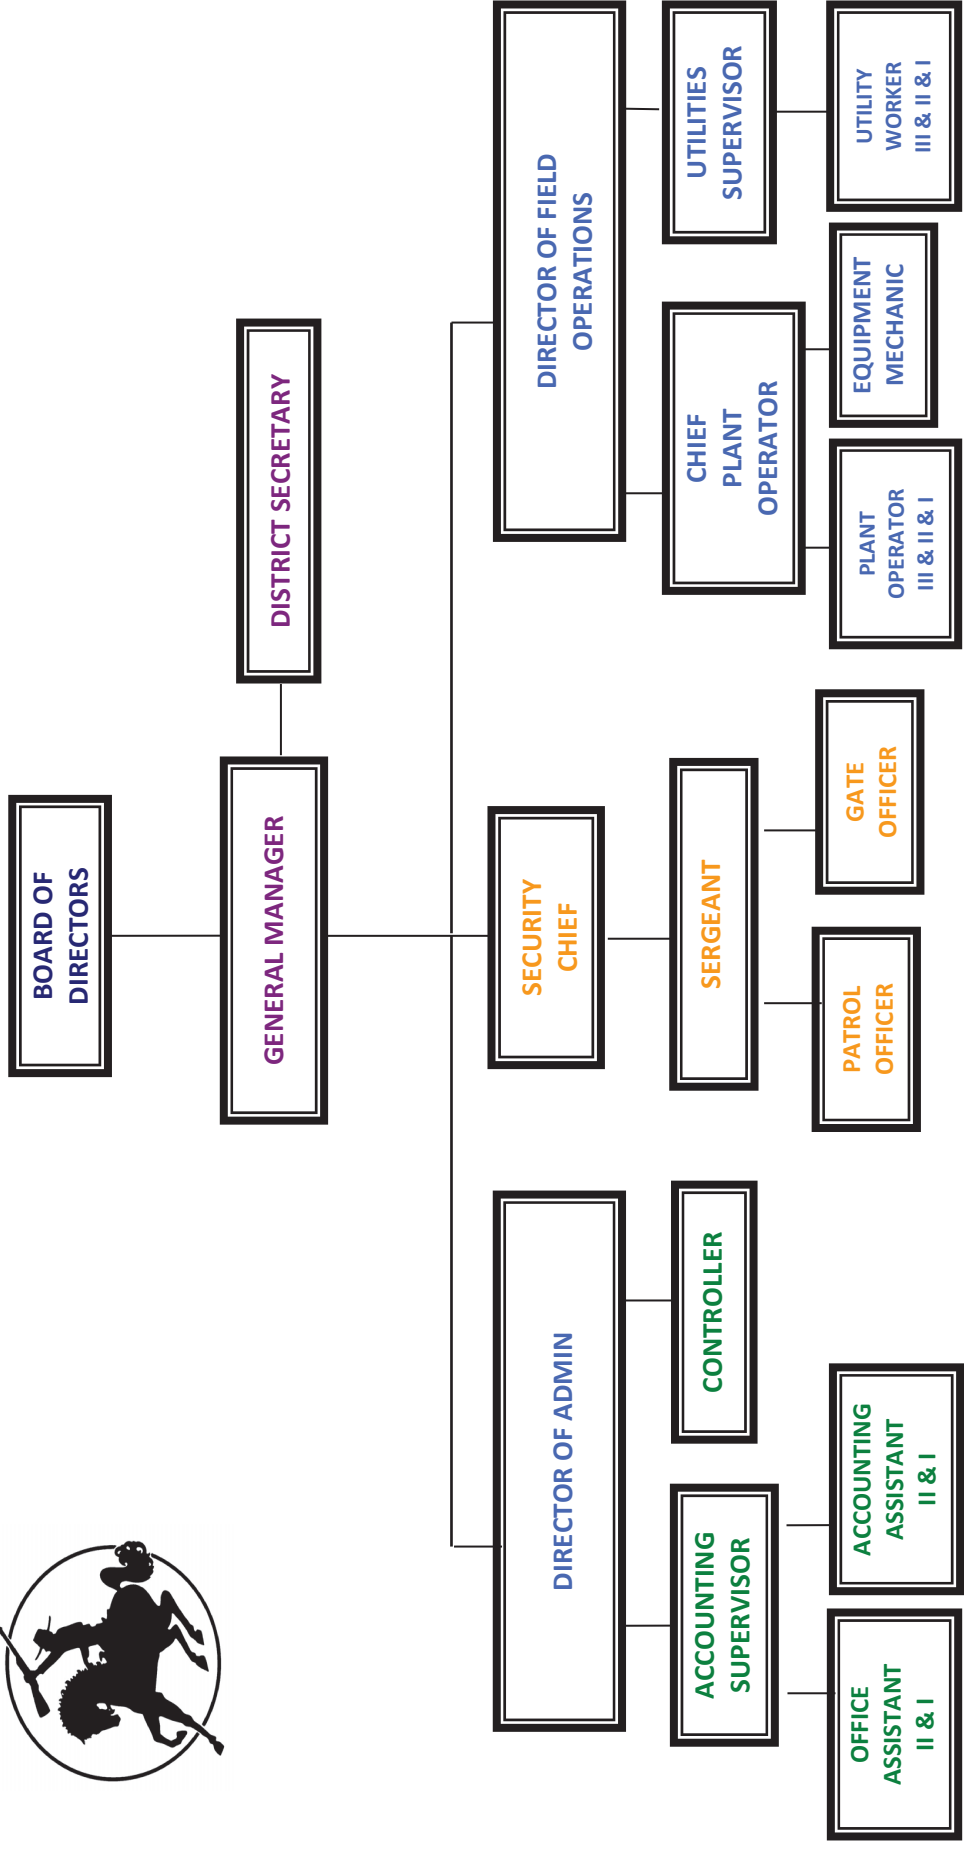 BOARD OF
DIRECTORS
GENERAL MANAGER
DISTRICT SECRETARY
DIRECTOR OF ADMIN
SECURITY
CHIEF
DIRECTOR OF FIELD
OPERATIONS
ACCOUNTING
SUPERVISOR
CONTROLLER
SERGEANT
CHIEF
PLANT
OPERATOR
UTILITIES
SUPERVISOR
OFFICE
ASSISTANT
II & I
ACCOUNTING
ASSISTANT
II & I
PATROL
OFFICER
GATE
OFFICER
PLANT
OPERATOR
III & II & I
EQUIPMENT
MECHANIC
UTILITY
WORKER
III & II & I